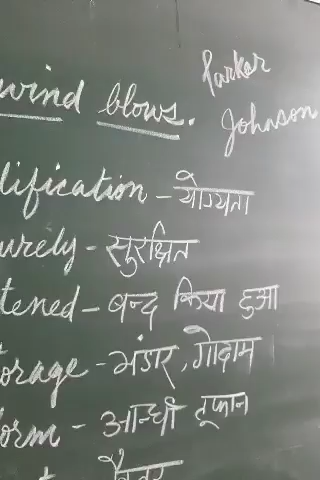 wind blows. Parker
Johnson
lification - योग्यता
urely - सुरक्षित
tened - बन्द किया हुआ
orage - भंडार, गोदाम
orm - आन्धी तूफान